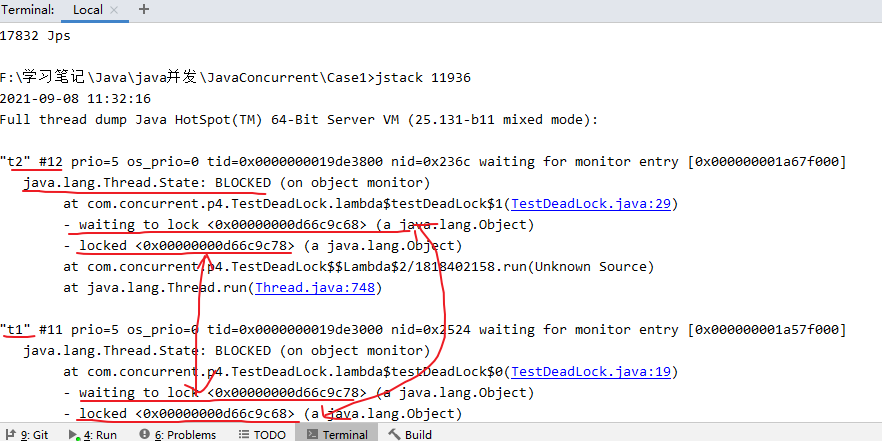 Terminal: Local × +
17832 Jps
F:\学习笔记\Java\java并发\JavaConcurrent\Case1>jstack 11936
2021-09-08 11:32:16
Full thread dump Java HotSpot(TM) 64-Bit Server VM (25.131-b11 mixed mode):
"t2" #12 prio=5 os_prio=0 tid=0x0000000019de3800 nid=0x236c waiting for monitor entry [0x000000001a67f000]
java.lang.Thread.State: BLOCKED (on object monitor)
at com.concurrent.p4.TestDeadLock.lambda$testDeadLock$1(TestDeadLock.java:29)
- waiting to lock <0x00000000d66c9c68> (a java.lang.Object)
- locked <0x00000000d66c9c78> (a java.lang.Object)
at com.concurrent.p4.TestDeadLock$$Lambda$2/1818402158.run(Unknown Source)
at java.lang.Thread.run(Thread.java:748)
"t1" #11 prio=5 os_prio=0 tid=0x0000000019de3000 nid=0x2524 waiting for monitor entry [0x000000001a57f000]
java.lang.Thread.State: BLOCKED (on object monitor)
at com.concurrent.p4.TestDeadLock.lambda$testDeadLock$0(TestDeadLock.java:19)
- waiting to lock <0x00000000d66c9c78> (a java.lang.Object)
- locked <0x00000000d66c9c68> (a java.lang.Object)
9: Git 4: Run 6: Problems TODO Terminal Build